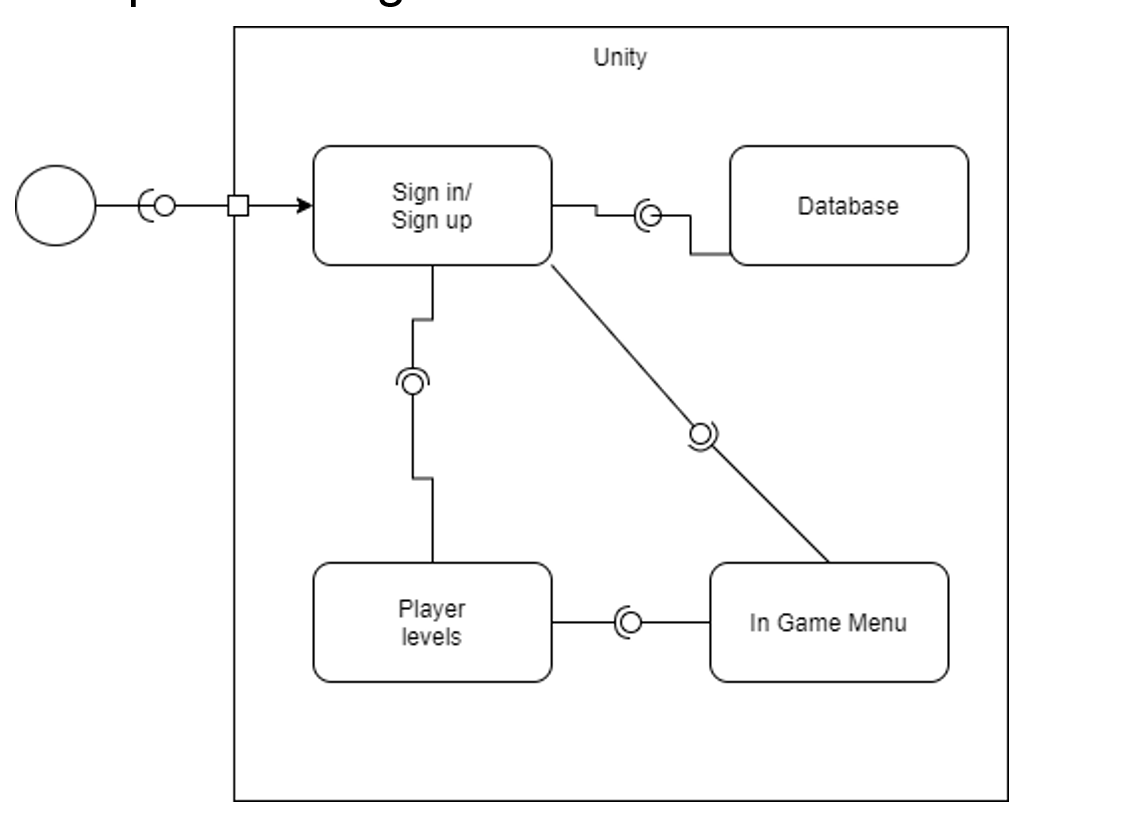 Unity
Sign in/
Sign up
Database
Player
levels
In Game Menu